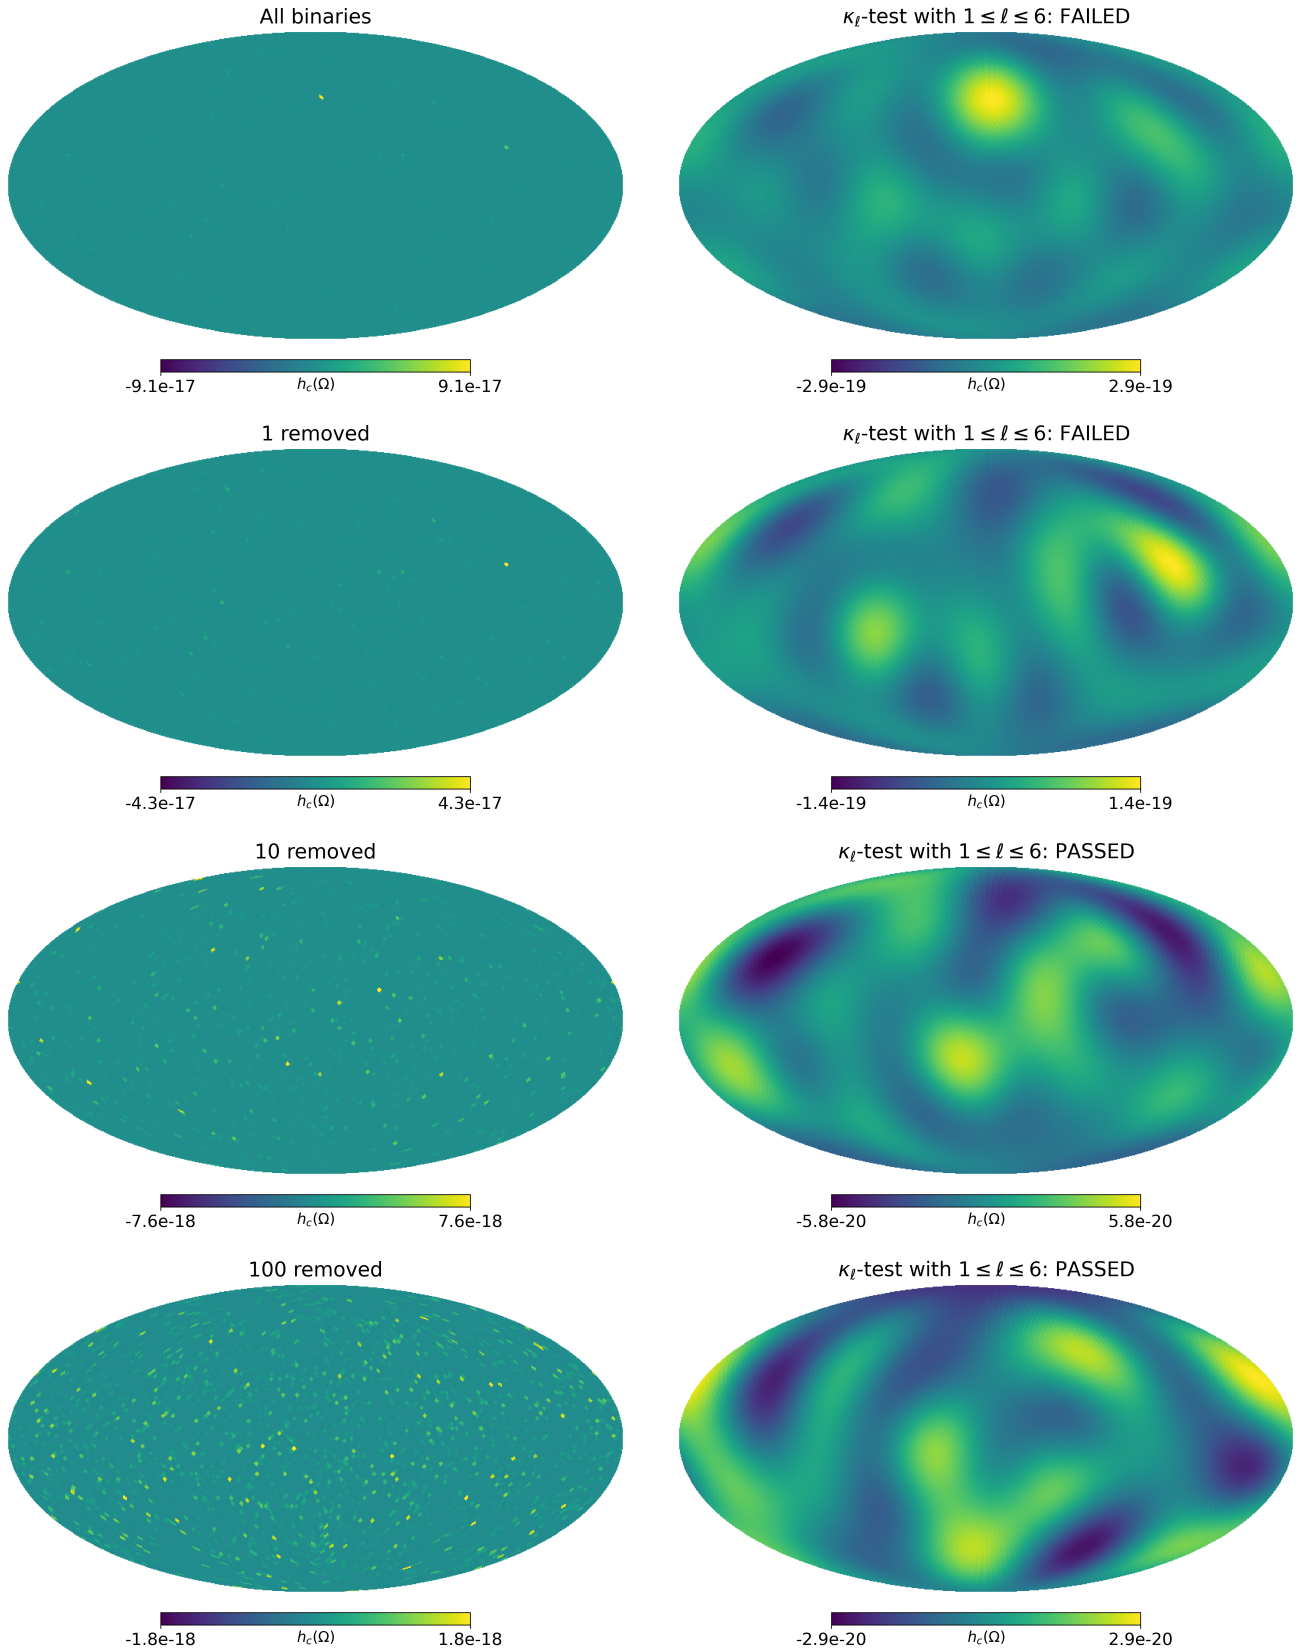 All binaries
κℓ-test with 1 ≤ ℓ ≤ 6: FAILED
-9.1e-17 hc(Ω) 9.1e-17
-2.9e-19 hc(Ω) 2.9e-19
1 removed
κℓ-test with 1 ≤ ℓ ≤ 6: FAILED
-4.3e-17 hc(Ω) 4.3e-17
-1.4e-19 hc(Ω) 1.4e-19
10 removed
κℓ-test with 1 ≤ ℓ ≤ 6: PASSED
-7.6e-18 hc(Ω) 7.6e-18
-5.8e-20 hc(Ω) 5.8e-20
100 removed
κℓ-test with 1 ≤ ℓ ≤ 6: PASSED
-1.8e-18 hc(Ω) 1.8e-18
-2.9e-20 hc(Ω) 2.9e-20